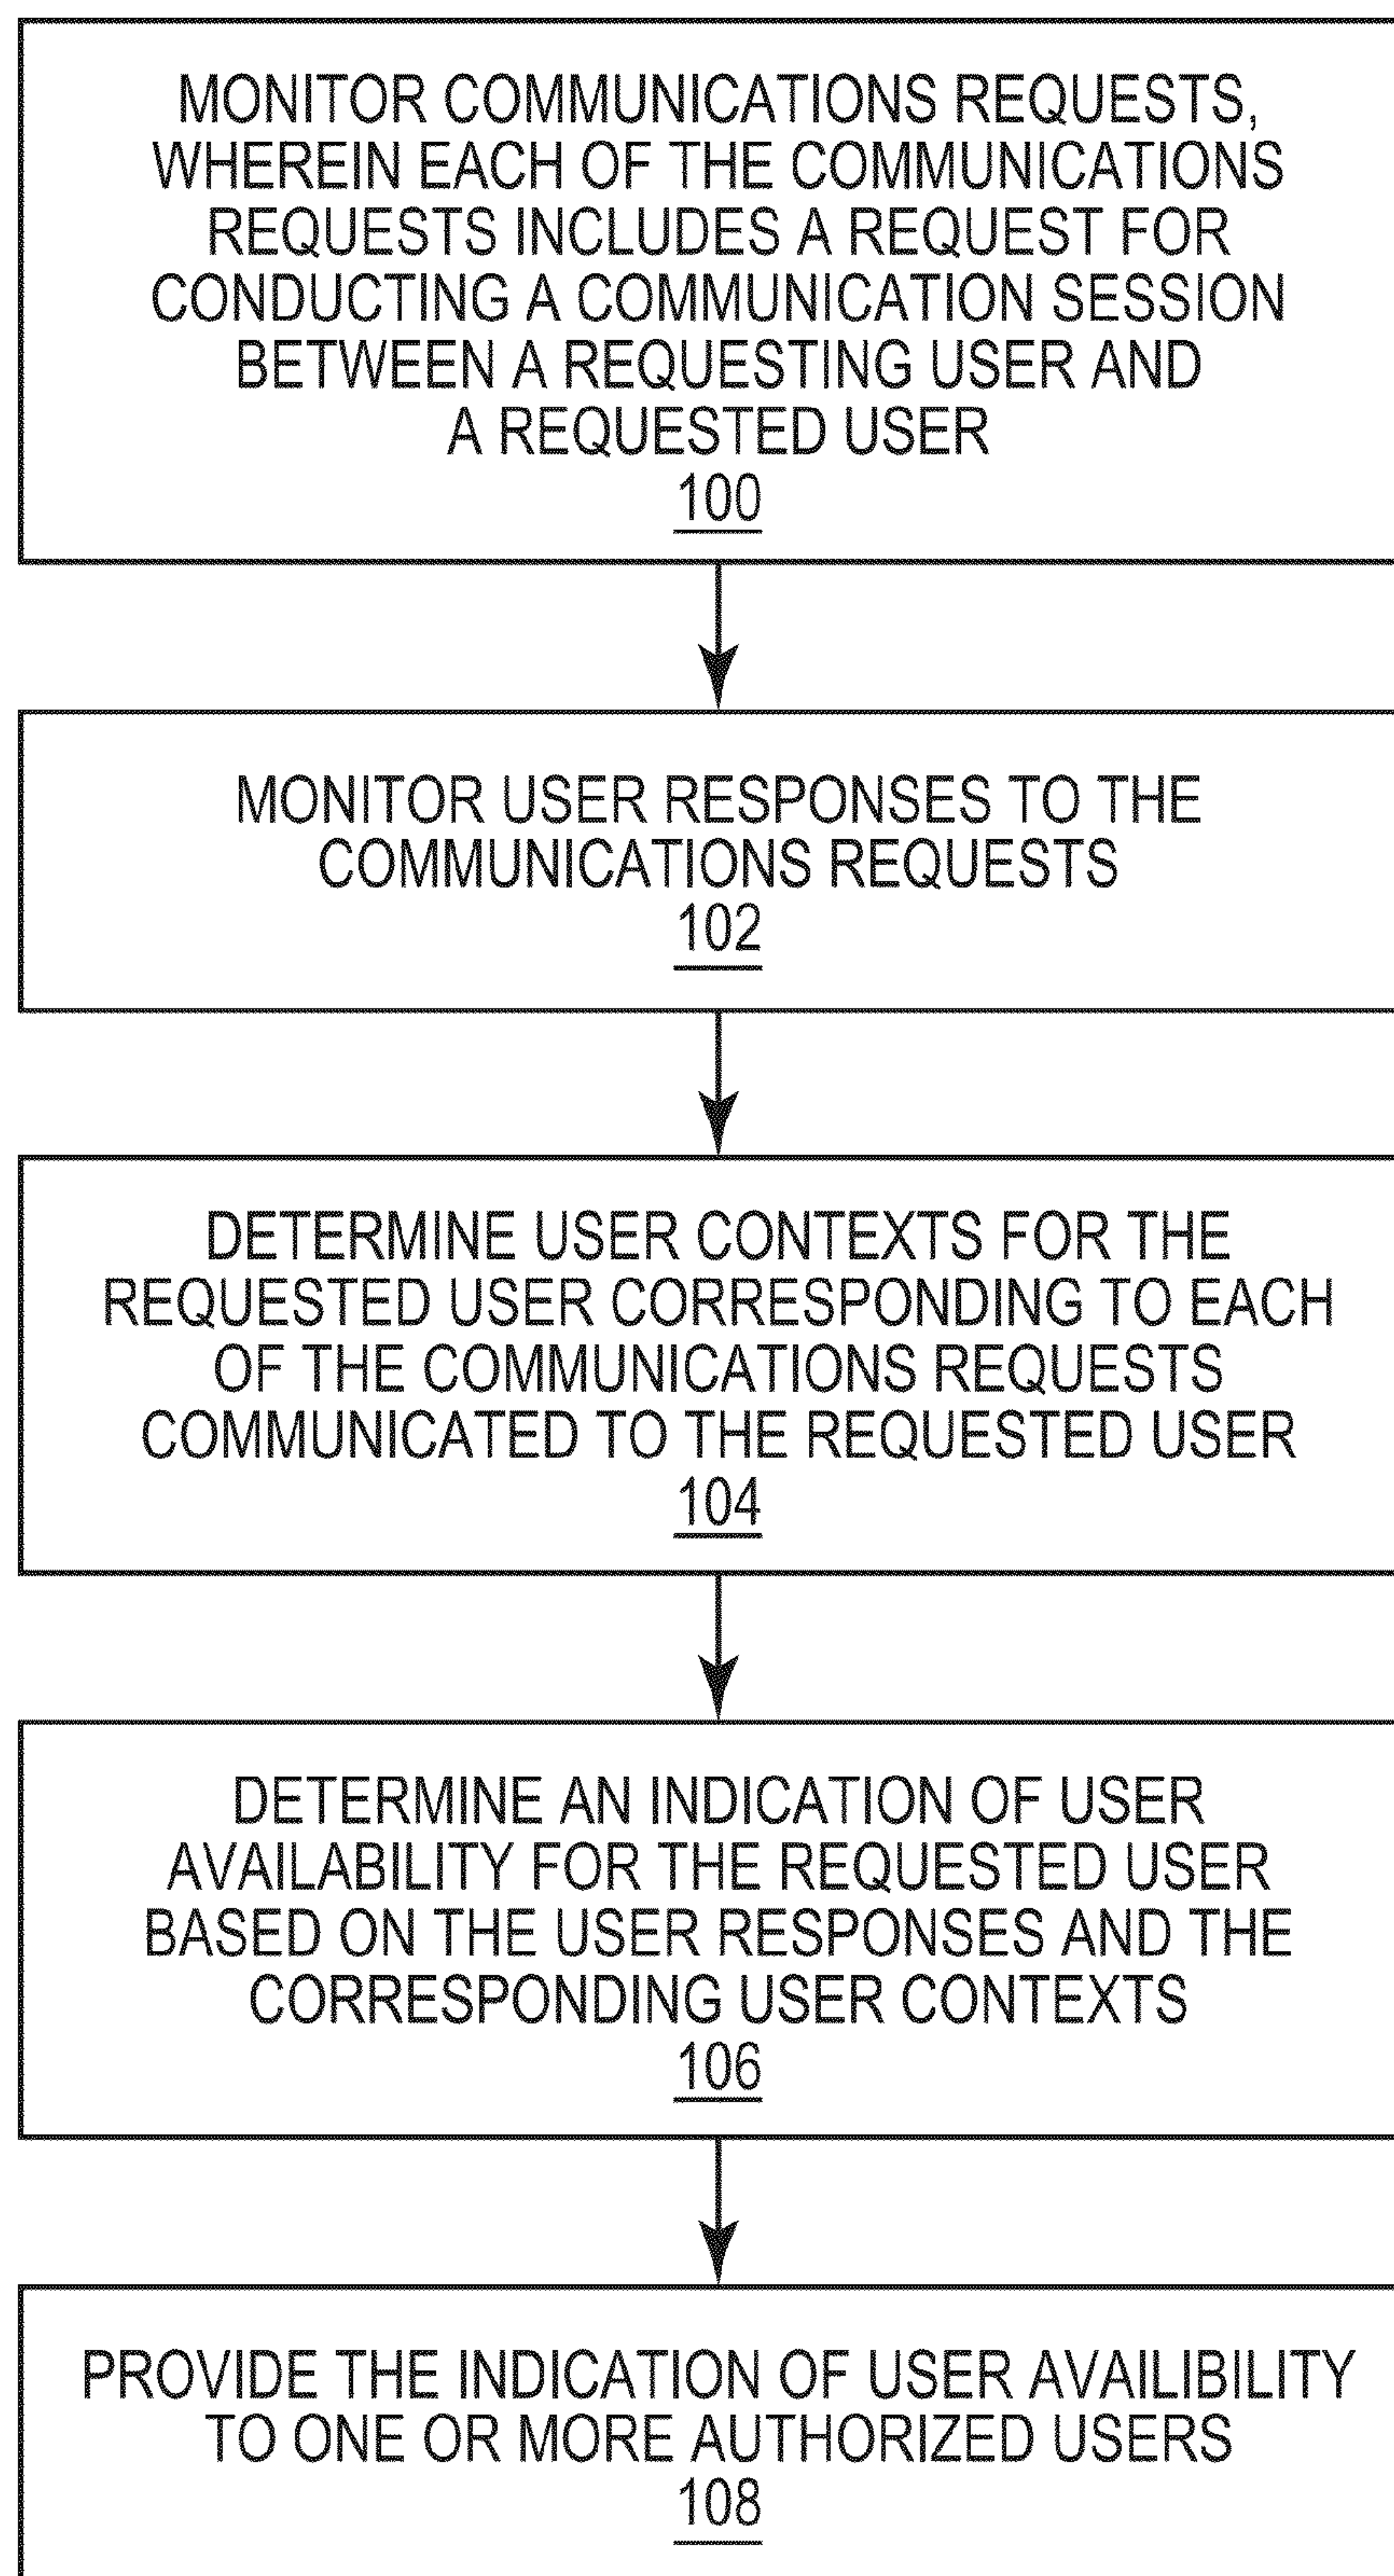 MONITOR COMMUNICATIONS REQUESTS,
WHEREIN EACH OF THE COMMUNICATIONS
REQUESTS INCLUDES A REQUEST FOR
CONDUCTING A COMMUNICATION SESSION
BETWEEN A REQUESTING USER AND
A REQUESTED USER
100
MONITOR USER RESPONSES TO THE
COMMUNICATIONS REQUESTS
102
DETERMINE USER CONTEXTS FOR THE
REQUESTED USER CORRESPONDING TO EACH
OF THE COMMUNICATIONS REQUESTS
COMMUNICATED TO THE REQUESTED USER
104
DETERMINE AN INDICATION OF USER
AVAILABILITY FOR THE REQUESTED USER
BASED ON THE USER RESPONSES AND THE
CORRESPONDING USER CONTEXTS
106
PROVIDE THE INDICATION OF USER AVAILIBILITY
TO ONE OR MORE AUTHORIZED USERS
108